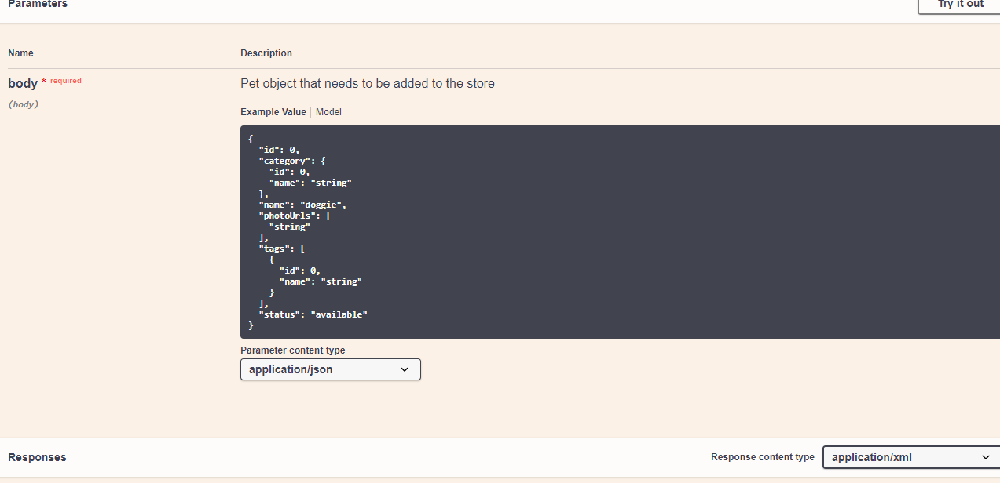 Parameters
Try it out
Name Description
body * required Pet object that needs to be added to the store
(body)
Example Value Model
{
  "id": 0,
  "category": {
    "id": 0,
    "name": "string"
  },
  "name": "doggie",
  "photoUrls": [
    "string"
  ],
  "tags": [
    {
      "id": 0,
      "name": "string"
    }
  ],
  "status": "available"
}
Parameter content type
application/json
Responses Response content type application/xml